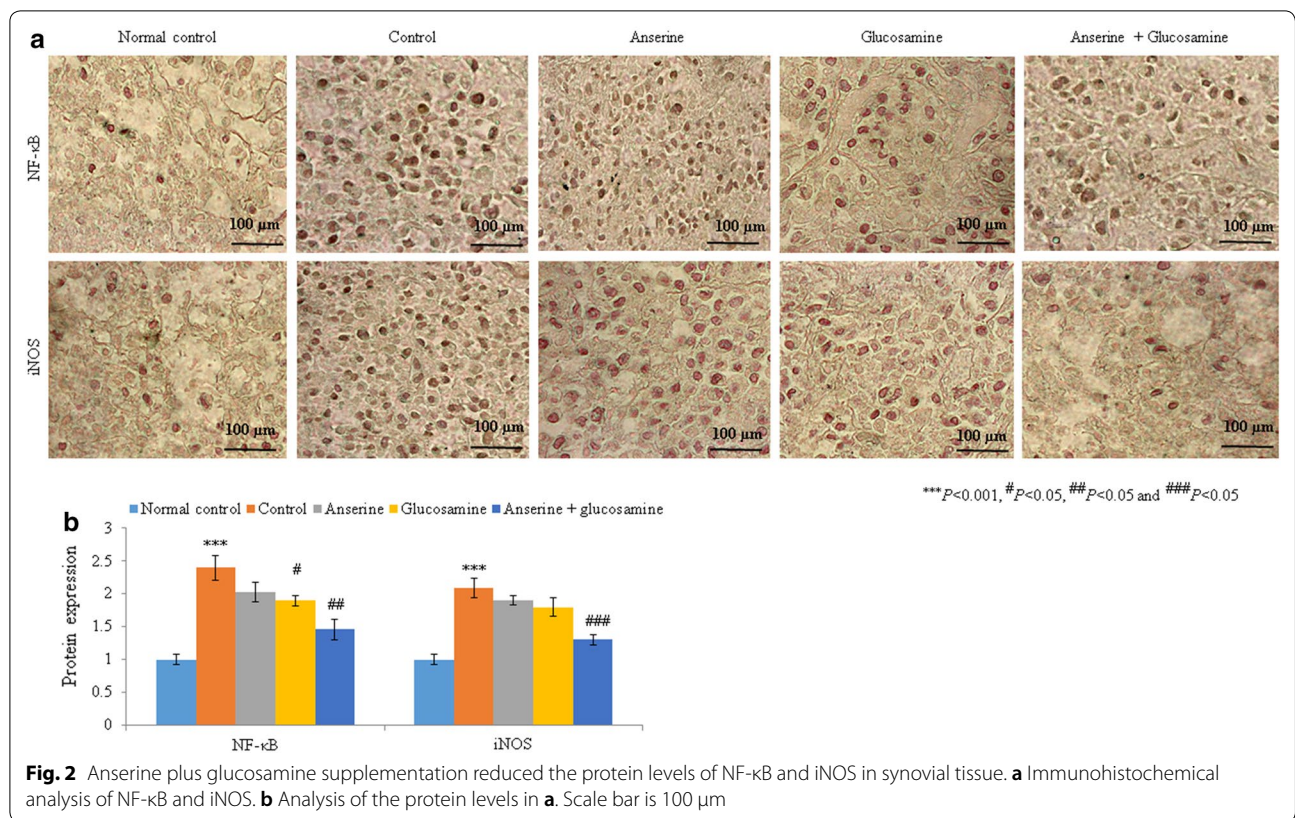 a
Normal control Control Anserine Glucosamine Anserine + Glucosamine
NF-κB
100 µm 100 µm 100 µm 100 µm 100 µm
iNOS
100 µm 100 µm 100 µm 100 µm 100 µm
***P<0.001, #P<0.05, ##P<0.05 and ###P<0.05
b
Normal control Control Anserine Glucosamine Anserine + glucosamine
Protein expression
3
2.5
2
1.5
1
0.5
0
*** # ##
*** ###
NF-κB iNOS
Fig. 2 Anserine plus glucosamine supplementation reduced the protein levels of NF-κB and iNOS in synovial tissue. a Immunohistochemical
analysis of NF-κB and iNOS. b Analysis of the protein levels in a. Scale bar is 100 µm